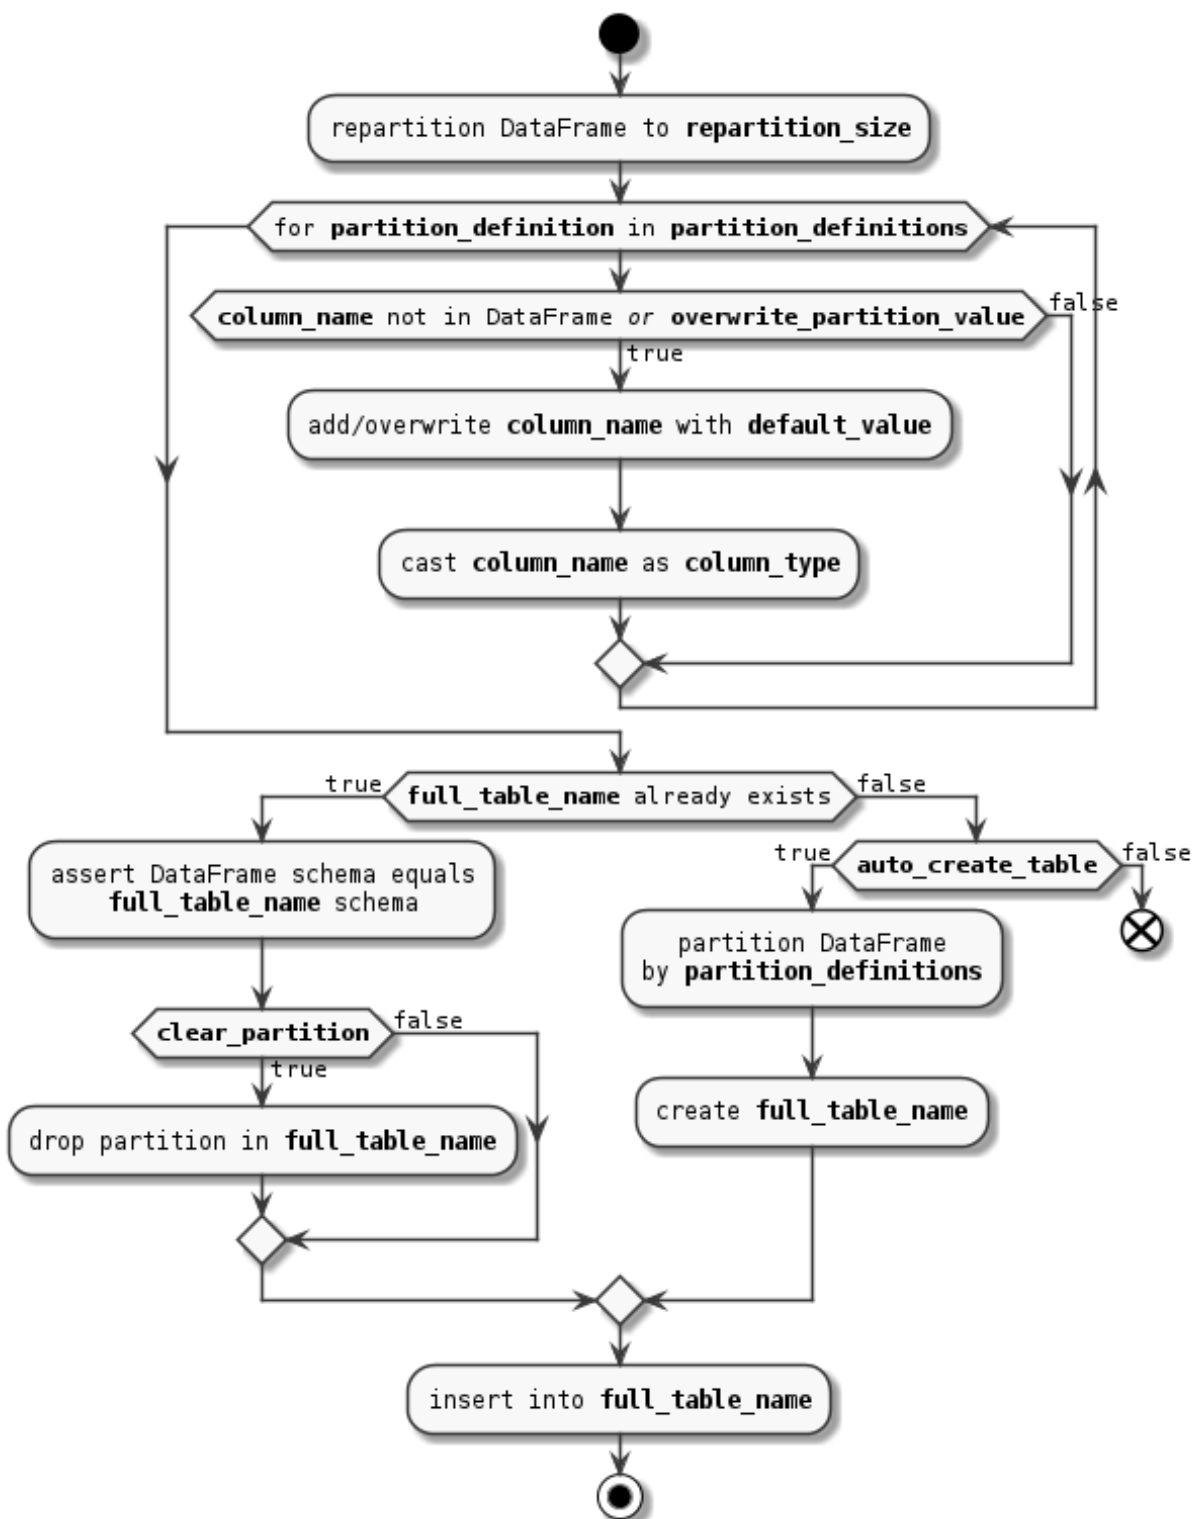 repartition DataFrame to repartition_size
for partition_definition in partition_definitions
column_name not in DataFrame or overwrite_partition_value
false
true
add/overwrite column_name with default_value
cast column_name as column_type
true
full_table_name already exists
false
assert DataFrame schema equals
full_table_name schema
true
auto_create_table
false
partition DataFrame
by partition_definitions
clear_partition
false
true
create full_table_name
drop partition in full_table_name
insert into full_table_name